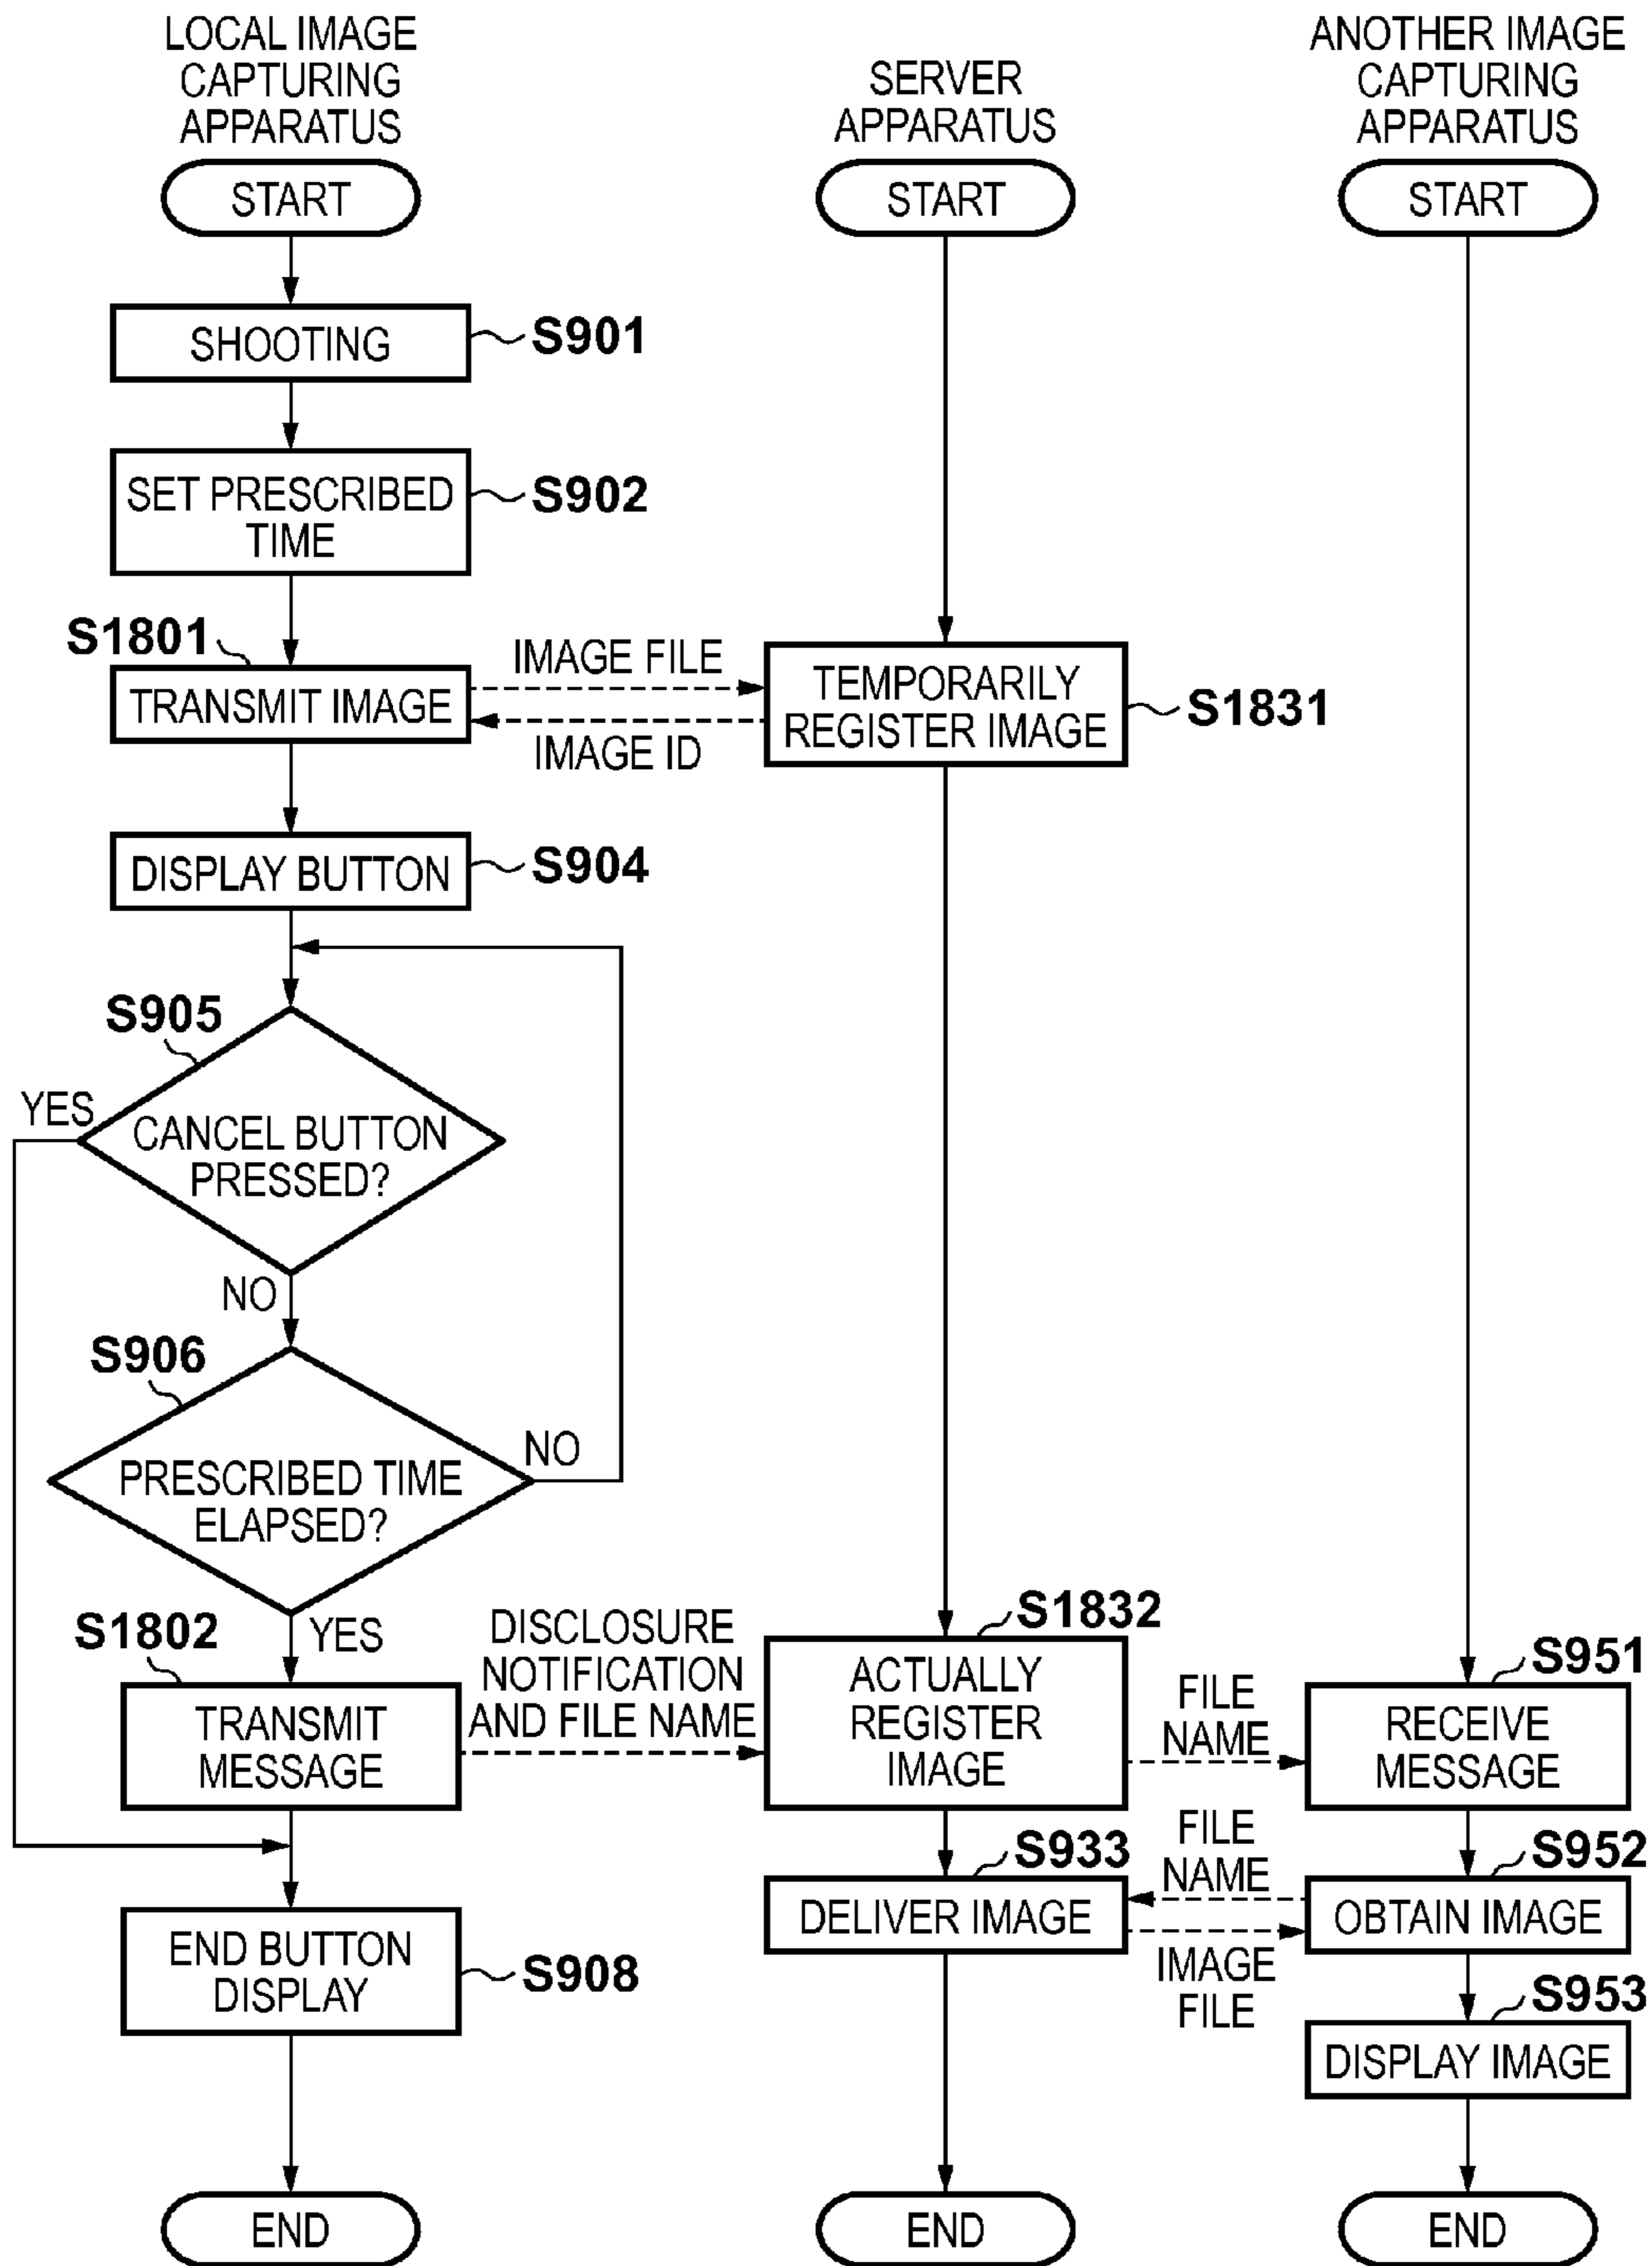 LOCAL IMAGE
CAPTURING
APPARATUS
START
SHOOTING
S901
SET PRESCRIBED
TIME
S902
S1801
TRANSMIT IMAGE
IMAGE FILE
IMAGE ID
DISPLAY BUTTON
S904
S905
YES
CANCEL BUTTON
PRESSED?
NO
S906
PRESCRIBED TIME
ELAPSED?
NO
YES
S1802
TRANSMIT
MESSAGE
DISCLOSURE
NOTIFICATION
AND FILE NAME
END BUTTON
DISPLAY
S908
END
SERVER
APPARATUS
START
TEMPORARILY
REGISTER IMAGE
S1831
S1832
ACTUALLY
REGISTER
IMAGE
FILE
NAME
S933
DELIVER IMAGE
FILE
NAME
IMAGE
FILE
END
ANOTHER IMAGE
CAPTURING
APPARATUS
START
S951
RECEIVE
MESSAGE
S952
OBTAIN IMAGE
S953
DISPLAY IMAGE
END